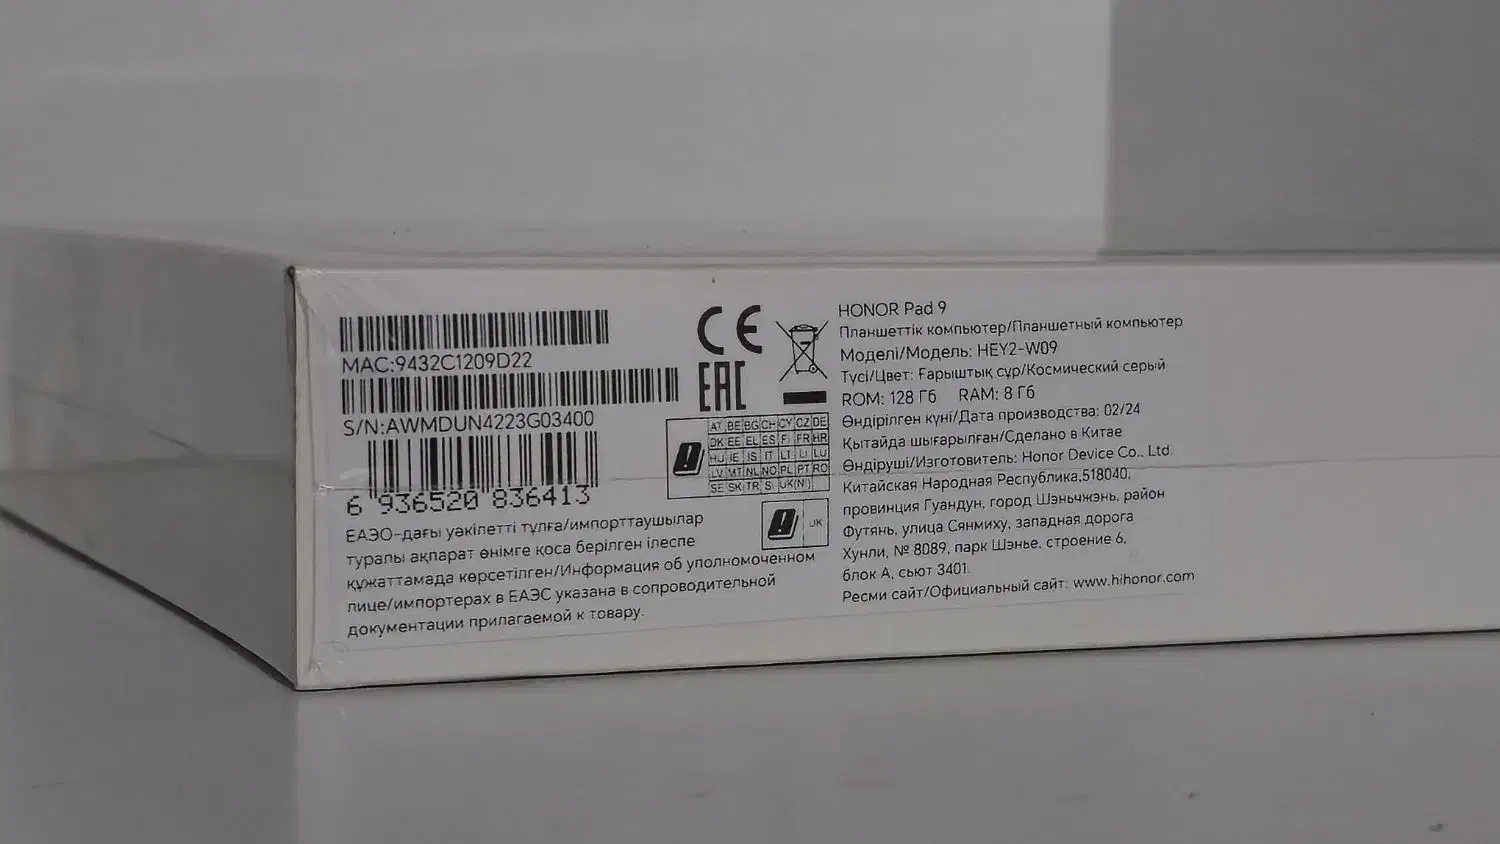 MAC:9432C1209D22
S/N:AWMDUN4223G03400
6 936520 836413
ЕАЭО-дағы уәкілетті тұлға/импорттаушылар
туралы ақпарат өнімге қоса берілген ілеспе
құжаттамада көрсетілген/Информация об уполномоченном
лице/импортерах в ЕАЭС указана в сопроводительной
документации прилагаемой к товару.
CE
EAC
AT BE BG CH CY CZ DE
DK EE EL ES FI FR HR
HU IE IS IT LT LI LU
LV MT NL NO PL PT RO
SE SK TR SI UK(NI)
UK
HONOR Pad 9
Планшеттік компьютер/Планшетный компьютер
Моделі/Модель: HEY2-W09
Түсі/Цвет: Ғарыштық сұр/Космический серый
ROM: 128 Гб RAM: 8 Гб
Өндірілген күні/Дата производства: 02/24
Қытайда шығарылған/Сделано в Китае
Өндіруші/Изготовитель: Honor Device Co., Ltd.
Китайская Народная Республика,518040,
провинция Гуандун, город Шэньчжэнь, район
Футянь, улица Сянмиху, западная дорога
Хунли, № 8089, парк Шэнье, строение 6,
блок А, сьют 3401.
Ресми сайт/Официальный сайт: www.hihonor.com